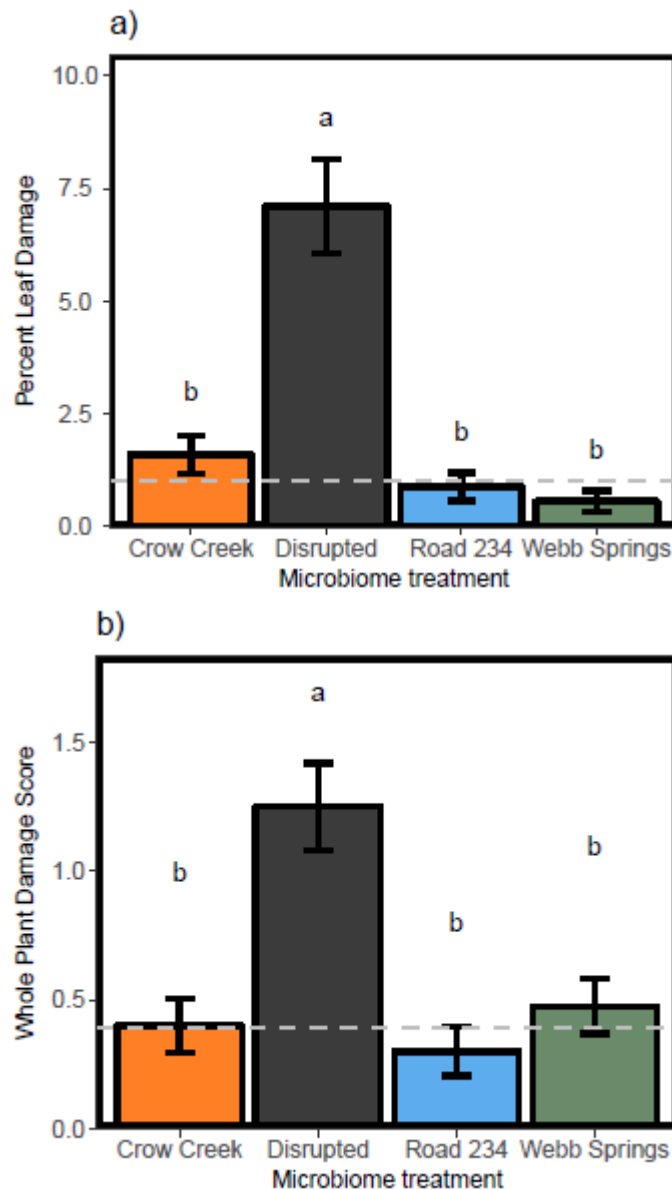 a)
10.0
a
7.5
Percent Leaf Damage
5.0
b
2.5
b
b
0.0
Crow Creek Disrupted Road 234 Webb Springs
Microbiome treatment
b)
a
1.5
Whole Plant Damage Score
b
1.0
b
b
0.5
0.0
Crow Creek Disrupted Road 234 Webb Springs
Microbiome treatment